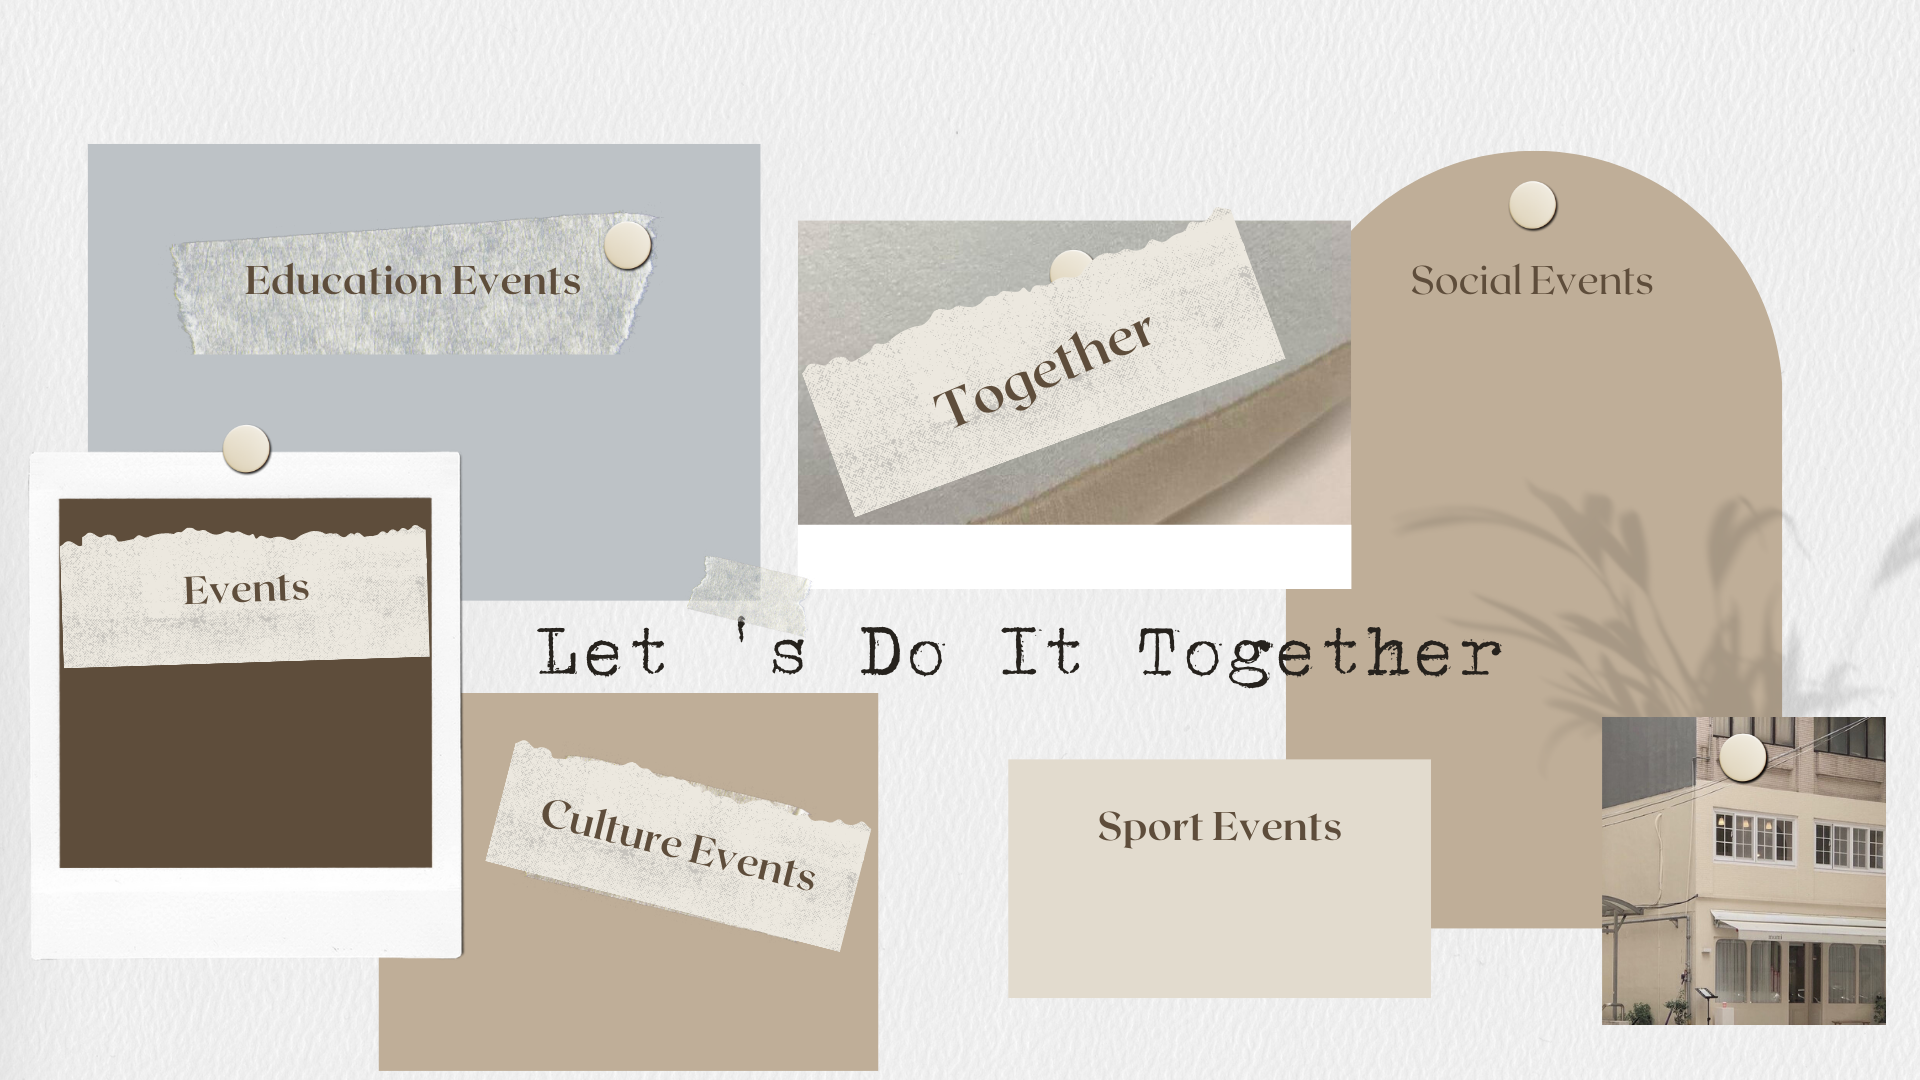 Education Events
Together
Social Events
Events
Let 's Do It Together
Culture Events
Sport Events